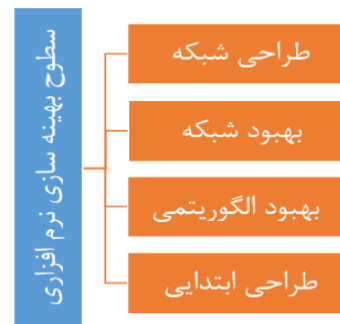 سطوح بهینه سازی نرم افزاری
طراحی شبکه
بهبود شبکه
بهبود الگوریتمی
طراحی ابتدایی